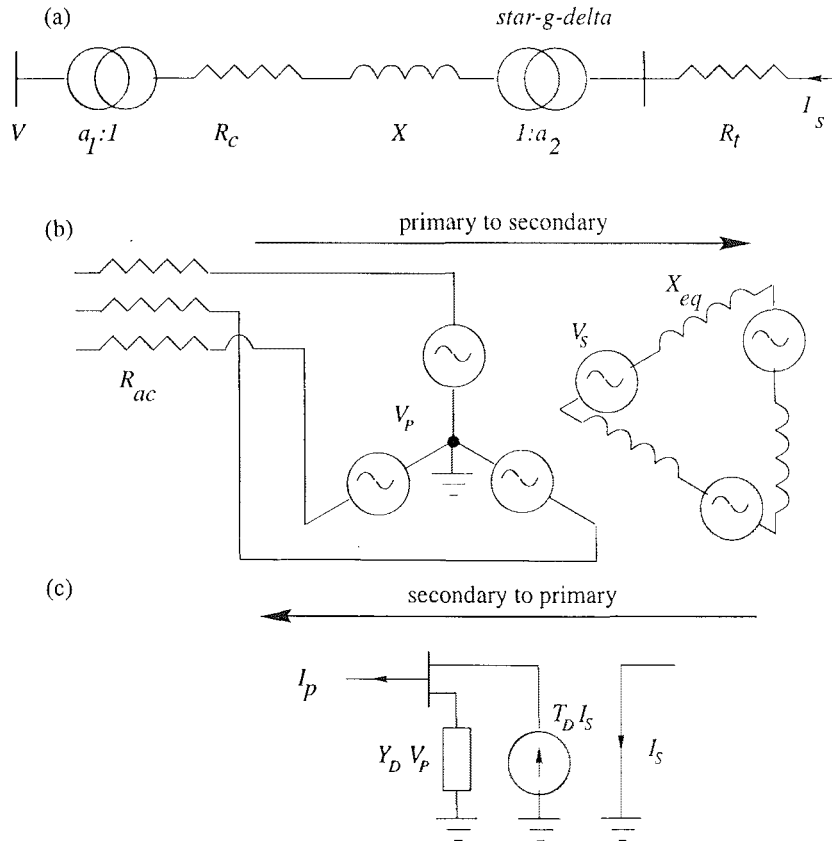 (a)
star-g-delta
V
a1:1
Rc
X
1:a2
Rt
Is
(b)
primary to secondary
Xeq
Vs
Rac
VP
(c)
secondary to primary
Ip
TD IS
YD VP
IS